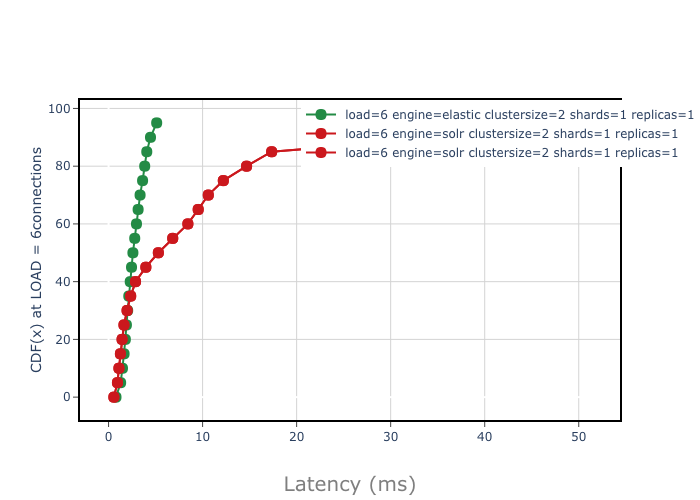 load=6 engine=elastic clustersize=2 shards=1 replicas=1
load=6 engine=solr clustersize=2 shards=1 replicas=1
load=6 engine=solr clustersize=2 shards=1 replicas=1
CDF(x) at LOAD = 6connections
100
80
60
40
20
0
0 10 20 30 40 50
Latency (ms)